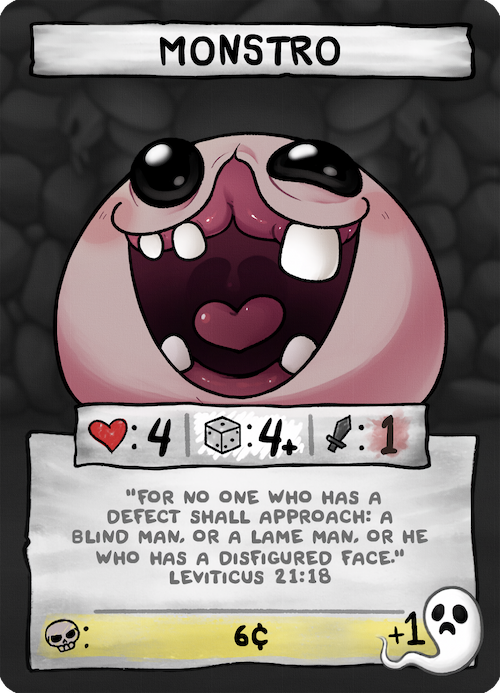 MONSTRO
: 4 : 4+ : 1
"FOR NO ONE WHO HAS A
DEFECT SHALL APPROACH: A
BLIND MAN, OR A LAME MAN, OR HE
WHO HAS A DISFIGURED FACE."
LEVITICUS 21:18
: 6¢ +1